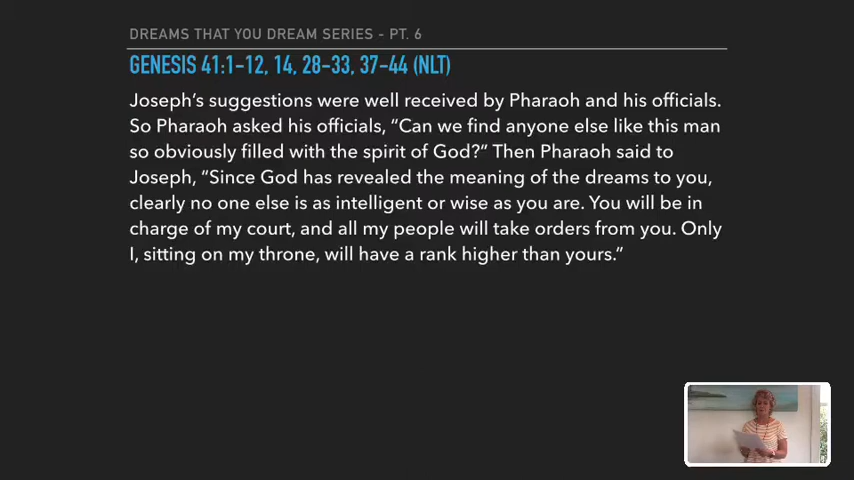 DREAMS THAT YOU DREAM SERIES - PT. 6
GENESIS 41:1-12, 14, 28-33, 37-44 (NLT)
Joseph's suggestions were well received by Pharaoh and his officials.
So Pharaoh asked his officials, “Can we find anyone else like this man
so obviously filled with the spirit of God?” Then Pharaoh said to
Joseph, “Since God has revealed the meaning of the dreams to you,
clearly no one else is as intelligent or wise as you are. You will be in
charge of my court, and all my people will take orders from you. Only
I, sitting on my throne, will have a rank higher than yours.”